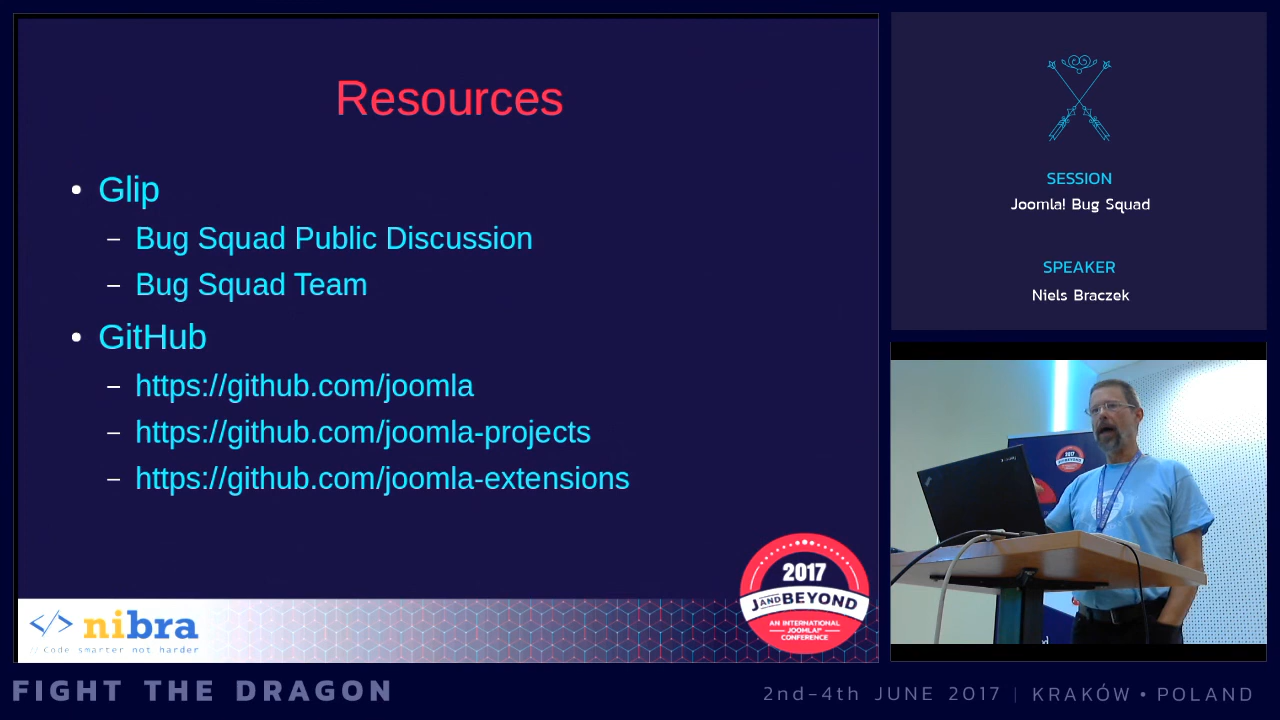 Resources
Glip
Bug Squad Public Discussion
Bug Squad Team
GitHub
https://github.com/joomla
https://github.com/joomla-projects
https://github.com/joomla-extensions
</> nibra
// Code smarter not harder
2017
J AND BEYOND
AN INTERNATIONAL
JOOMLA!®
CONFERENCE
SESSION
Joomla! Bug Squad
SPEAKER
Niels Braczek
2017
FIGHT THE DRAGON
2nd-4th JUNE 2017 | KRAKÓW • POLAND